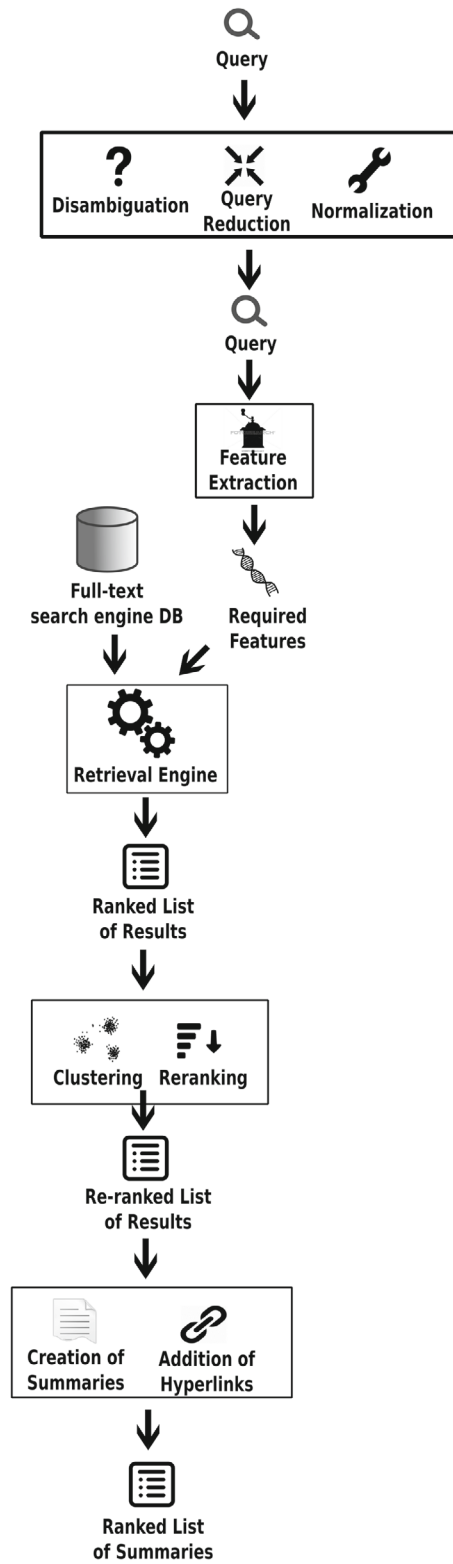 Query
Disambiguation
Query
Reduction
Normalization
Query
Feature
Extraction
Full-text
search engine DB
Required
Features
Retrieval Engine
Ranked List
of Results
Clustering
Reranking
Re-ranked List
of Results
Creation of
Summaries
Addition of
Hyperlinks
Ranked List
of Summaries